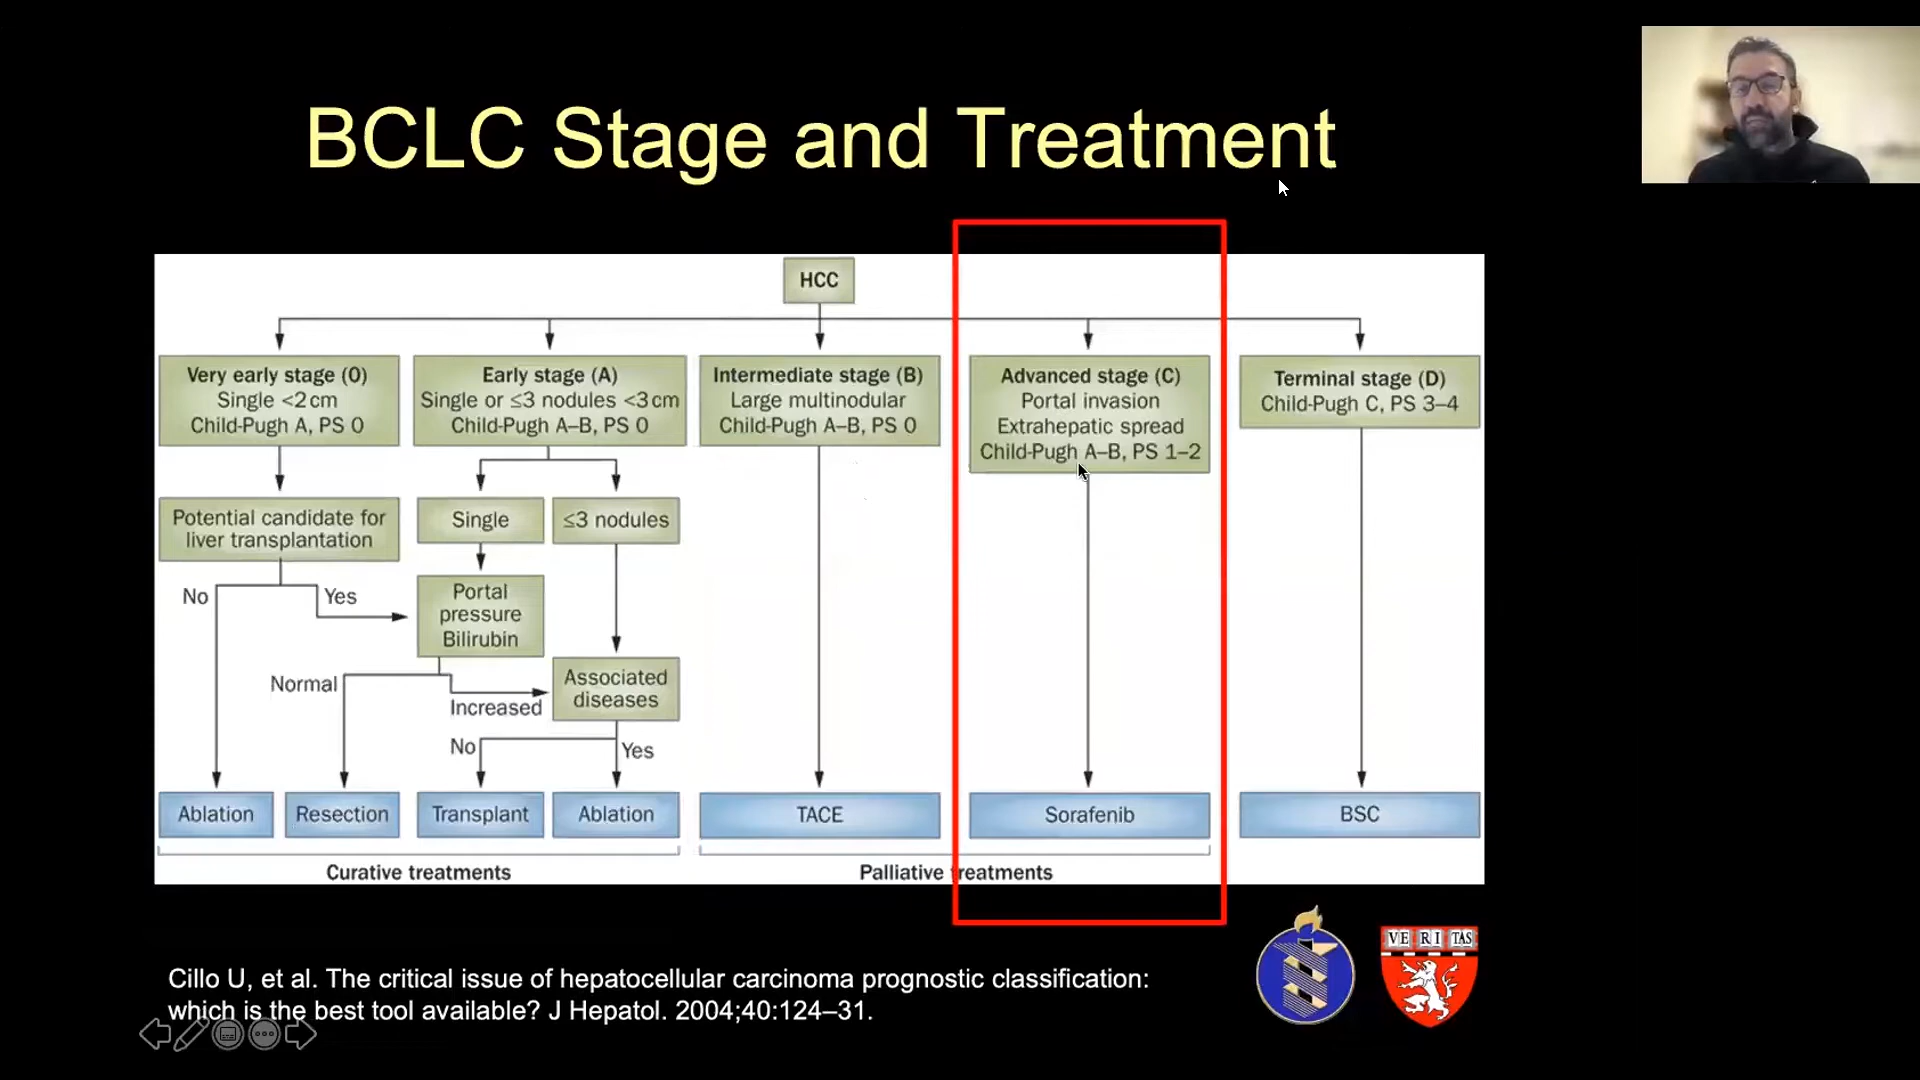 BCLC Stage and Treatment
HCC
Very early stage (0)
Single <2 cm
Child-Pugh A, PS 0
Early stage (A)
Single or ≤3 nodules <3 cm
Child-Pugh A–B, PS 0
Intermediate stage (B)
Large multinodular
Child-Pugh A–B, PS 0
Advanced stage (C)
Portal invasion
Extrahepatic spread
Child-Pugh A–B, PS 1–2
Terminal stage (D)
Child-Pugh C, PS 3–4
Potential candidate for
liver transplantation
Single
≤3 nodules
No
Yes
Portal
pressure
Bilirubin
Normal
Increased
Associated
diseases
No
Yes
Ablation
Resection
Transplant
Ablation
TACE
Sorafenib
BSC
Curative treatments
Palliative treatments
VE RI TAS
Cillo U, et al. The critical issue of hepatocellular carcinoma prognostic classification:
which is the best tool available? J Hepatol. 2004;40:124–31.